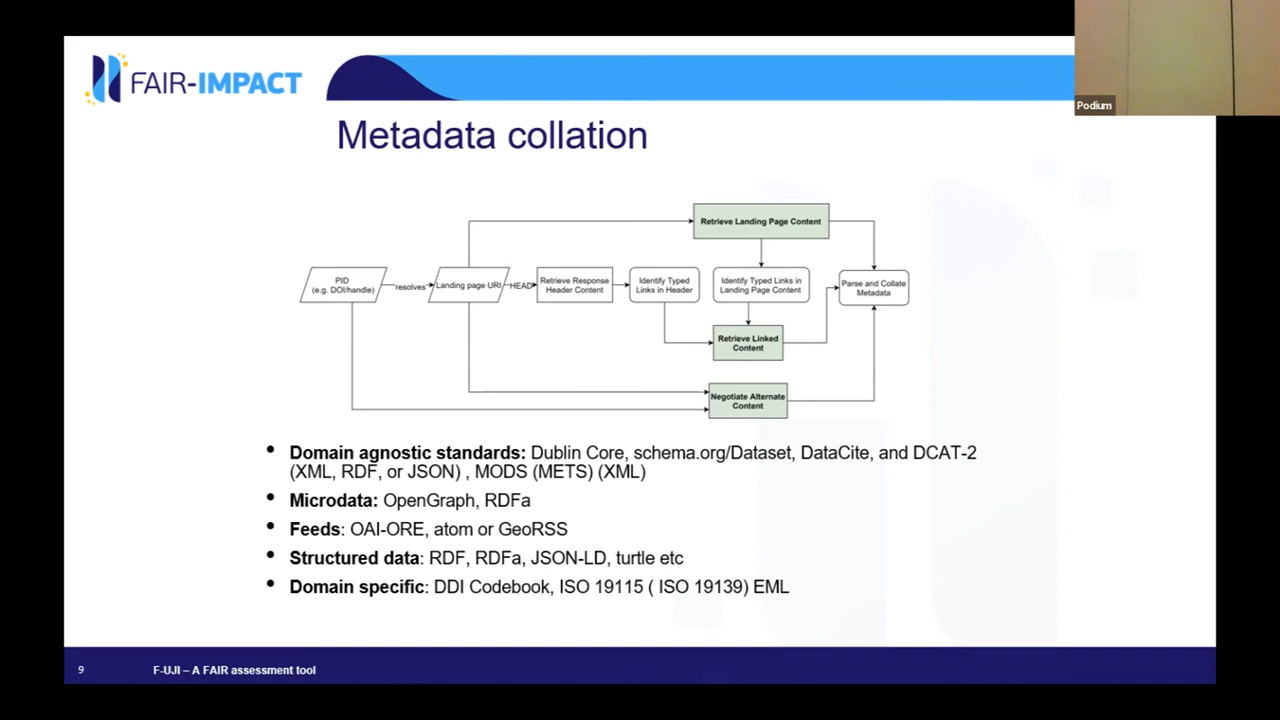 FAIR-IMPACT
Podium
Metadata collation
Retrieve Landing Page Content
PID
(e.g. DOI/handle)
resolves
Landing page URI
HEAD
Retrieve Response
Header Content
Identify Typed
Links in Header
Identify Typed Links in
Landing Page Content
Parse and Collate
Metadata
Retrieve Linked
Content
Negotiate Alternate
Content
• Domain agnostic standards: Dublin Core, schema.org/Dataset, DataCite, and DCAT-2
(XML, RDF, or JSON) , MODS (METS) (XML)
• Microdata: OpenGraph, RDFa
• Feeds: OAI-ORE, atom or GeoRSS
• Structured data: RDF, RDFa, JSON-LD, turtle etc
• Domain specific: DDI Codebook, ISO 19115 ( ISO 19139) EML
9
F-UJI – A FAIR assessment tool